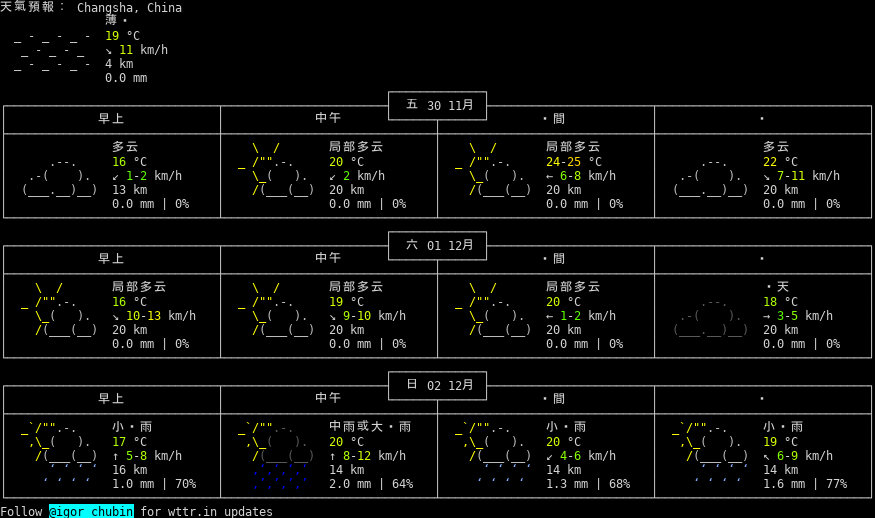 天氣預報： Changsha, China
薄・
19 °C
↘ 11 km/h
4 km
0.0 mm
五 30 11月
早上 中午 ・間 ・
多云 局部多云 局部多云 多云
16 °C 20 °C 24-25 °C 22 °C
↙ 1-2 km/h ↙ 2 km/h ← 6-8 km/h ↘ 7-11 km/h
13 km 20 km 20 km 20 km
0.0 mm | 0% 0.0 mm | 0% 0.0 mm | 0% 0.0 mm | 0%
六 01 12月
早上 中午 ・間 ・
局部多云 局部多云 局部多云 ・天
16 °C 19 °C 20 °C 18 °C
↘ 10-13 km/h ↘ 9-10 km/h ← 1-2 km/h → 3-5 km/h
20 km 20 km 20 km 20 km
0.0 mm | 0% 0.0 mm | 0% 0.0 mm | 0% 0.0 mm | 0%
日 02 12月
早上 中午 ・間 ・
小・雨 中雨或大・雨 小・雨 小・雨
17 °C 20 °C 20 °C 19 °C
↑ 5-8 km/h ↑ 8-12 km/h ↙ 4-6 km/h ↖ 6-9 km/h
16 km 14 km 14 km 14 km
1.0 mm | 70% 2.0 mm | 64% 1.3 mm | 68% 1.6 mm | 77%
Follow @igor_chubin for wttr.in updates